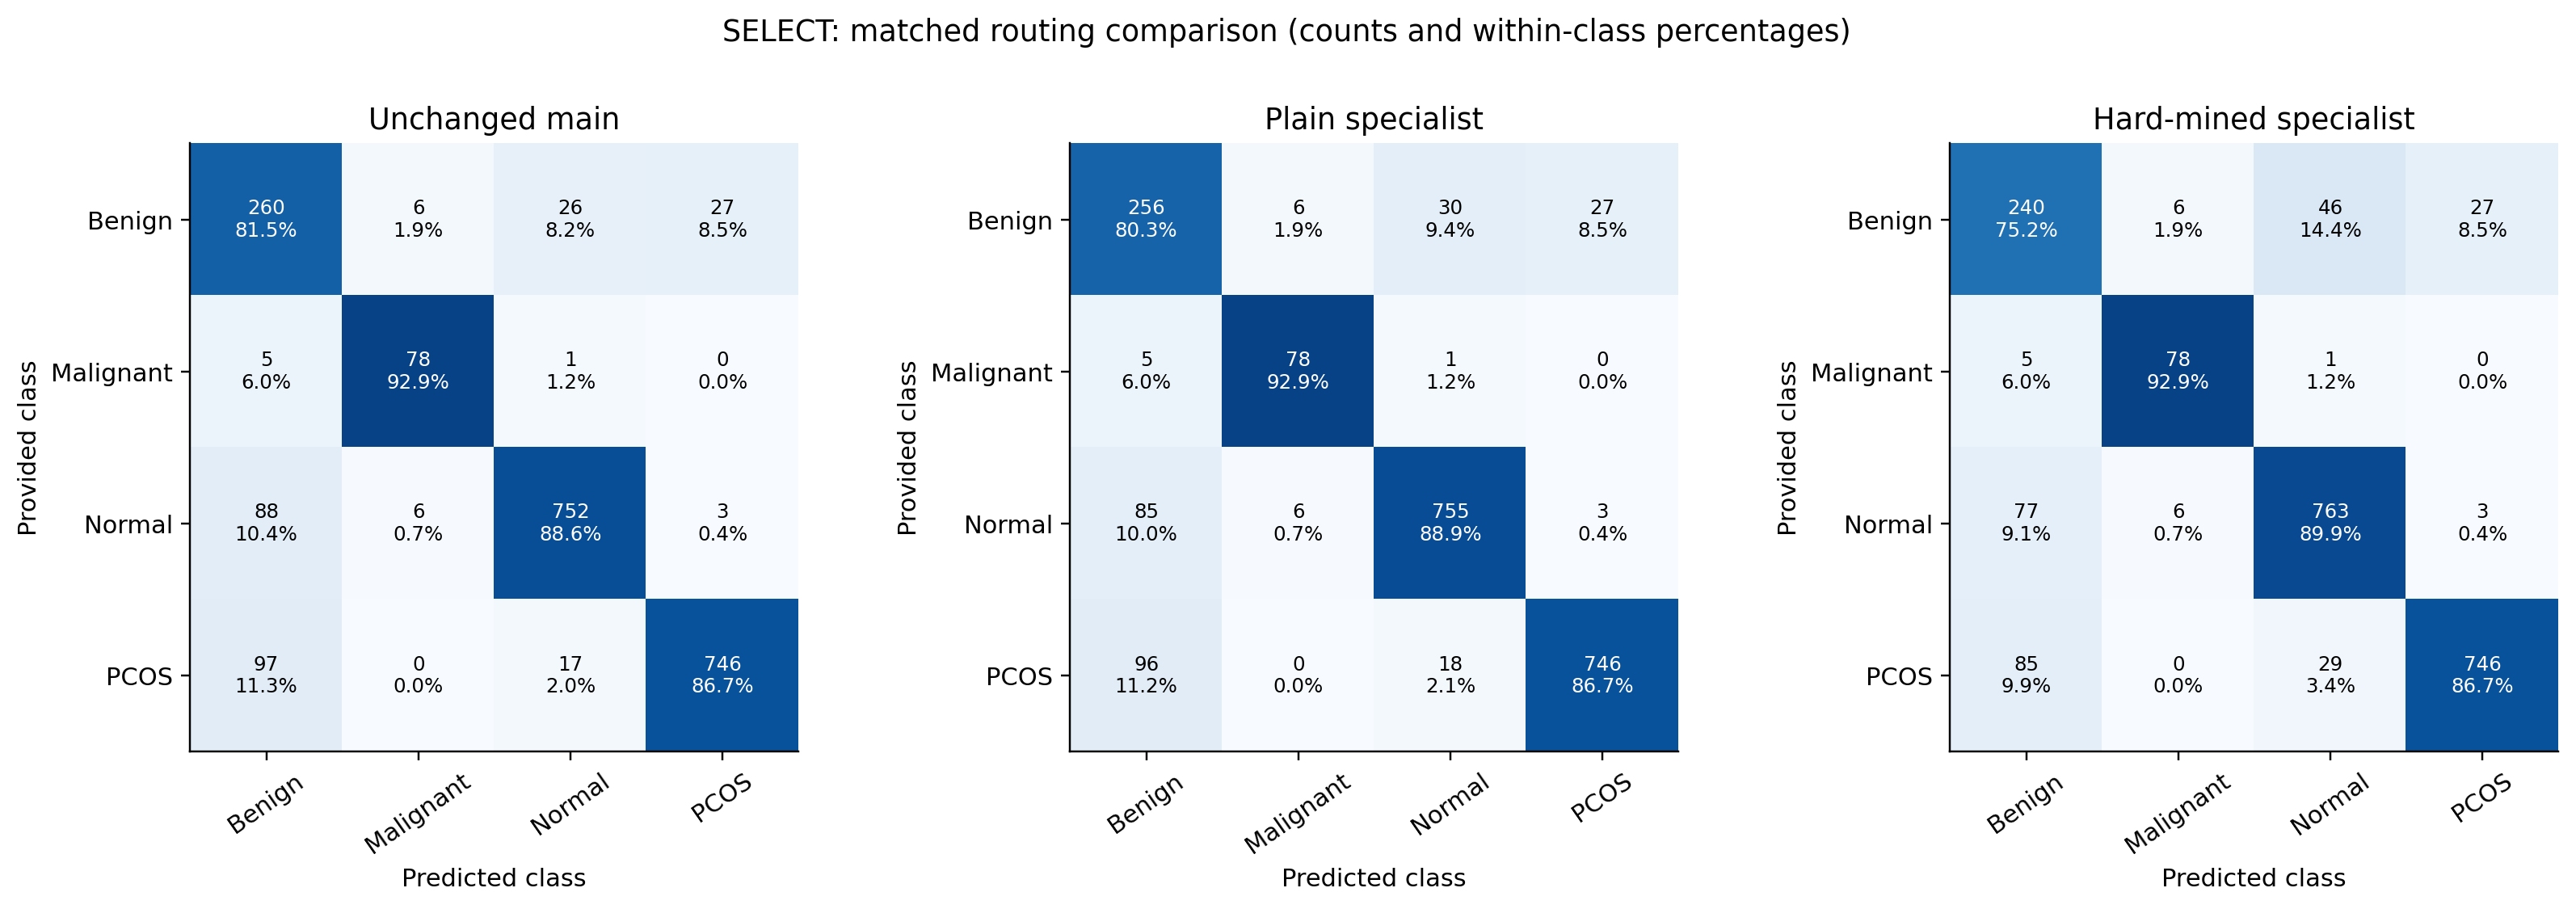 SELECT: matched routing comparison (counts and within-class percentages)
Unchanged main
Provided class
Benign
260 6 26 27
81.5% 1.9% 8.2% 8.5%
Malignant
5 78 1 0
6.0% 92.9% 1.2% 0.0%
Normal
88 6 752 3
10.4% 0.7% 88.6% 0.4%
PCOS
97 0 17 746
11.3% 0.0% 2.0% 86.7%
Benign Malignant Normal PCOS
Predicted class
Plain specialist
Provided class
Benign
256 6 30 27
80.3% 1.9% 9.4% 8.5%
Malignant
5 78 1 0
6.0% 92.9% 1.2% 0.0%
Normal
85 6 755 3
10.0% 0.7% 88.9% 0.4%
PCOS
96 0 18 746
11.2% 0.0% 2.1% 86.7%
Benign Malignant Normal PCOS
Predicted class
Hard-mined specialist
Provided class
Benign
240 6 46 27
75.2% 1.9% 14.4% 8.5%
Malignant
5 78 1 0
6.0% 92.9% 1.2% 0.0%
Normal
77 6 763 3
9.1% 0.7% 89.9% 0.4%
PCOS
85 0 29 746
9.9% 0.0% 3.4% 86.7%
Benign Malignant Normal PCOS
Predicted class